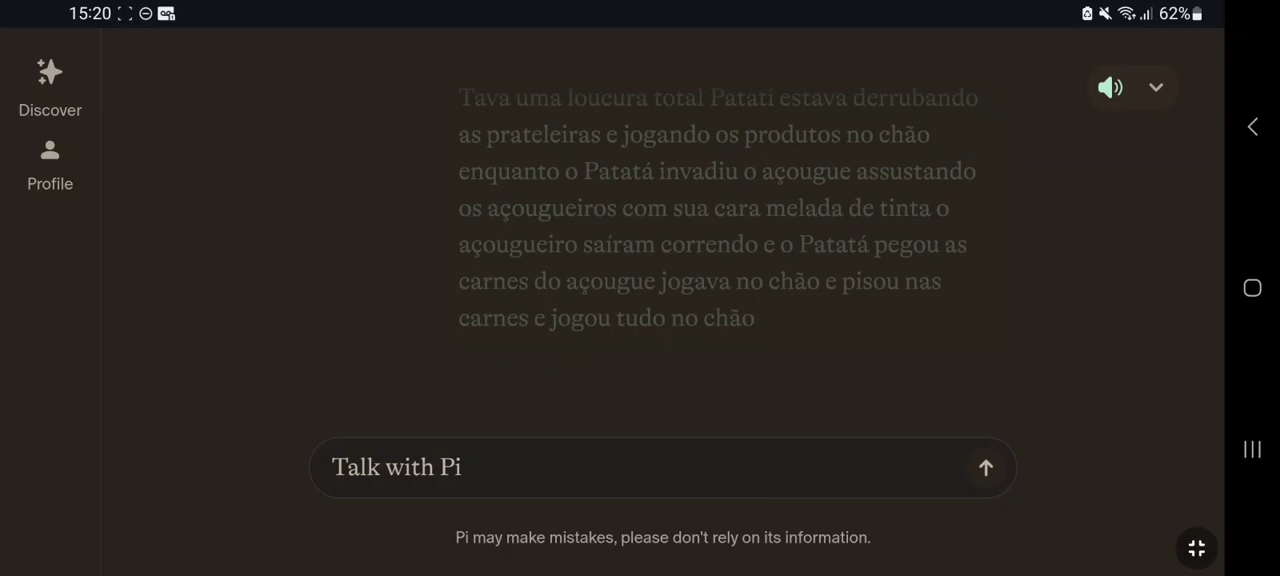 15:20
62%
Discover
Profile
Tava uma loucura total Patati estava derrubando
as prateleiras e jogando os produtos no chão
enquanto o Patatá invadiu o açougue assustando
os açougueiros com sua cara melada de tinta o
açougueiro saíram correndo e o Patatá pegou as
carnes do açougue jogava no chão e pisou nas
carnes e jogou tudo no chão
Talk with Pi
Pi may make mistakes, please don't rely on its information.